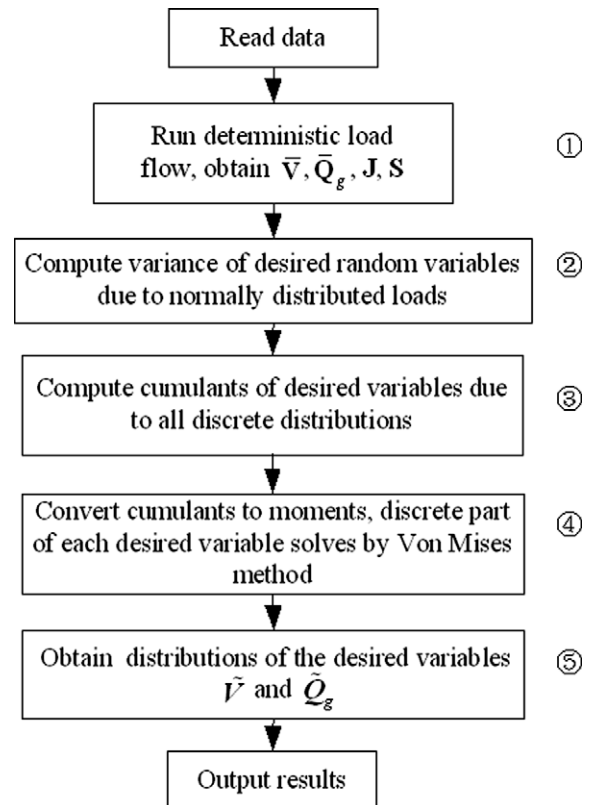 Read data
Run deterministic load
flow, obtain V̄, Q̄g, J, S
①
Compute variance of desired random variables
due to normally distributed loads
②
Compute cumulants of desired variables due
to all discrete distributions
③
Convert cumulants to moments, discrete part
of each desired variable solves by Von Mises
method
④
Obtain distributions of the desired variables
Ṽ and Q̃g
⑤
Output results